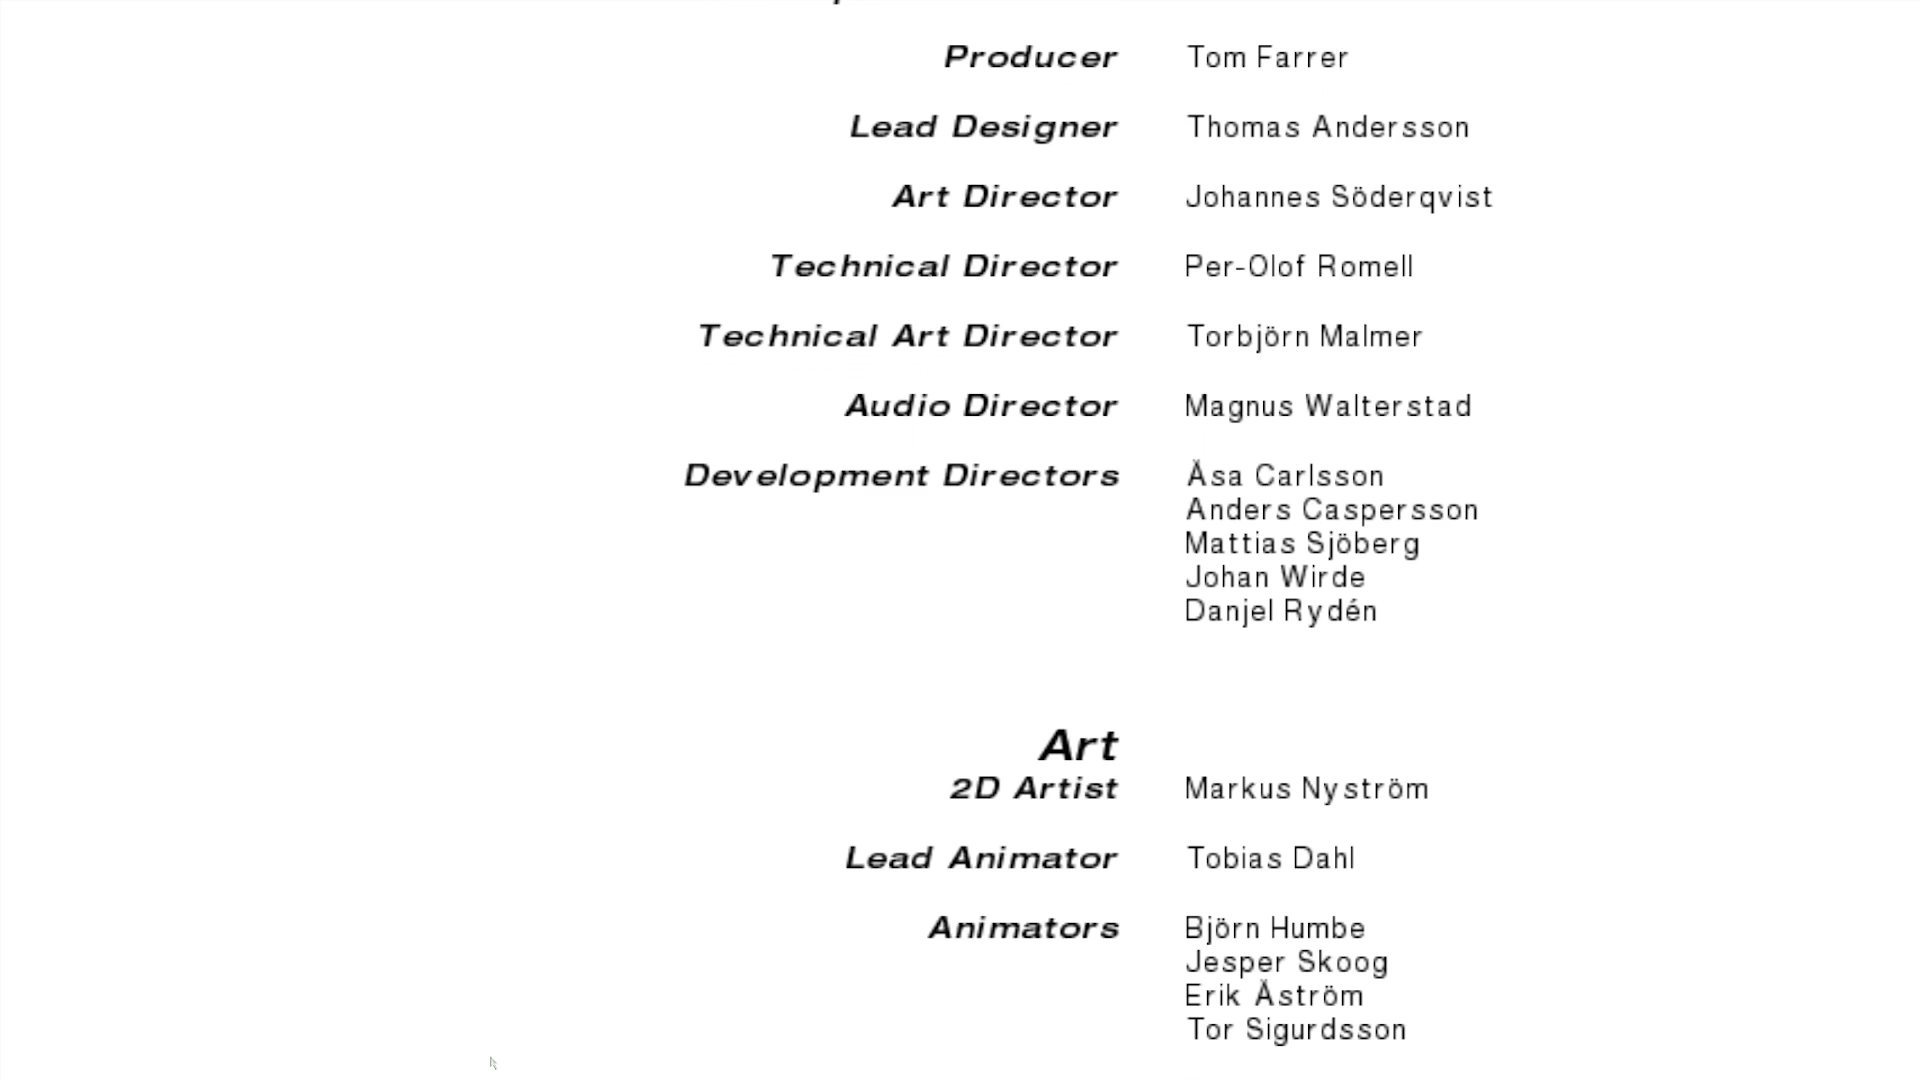 Producer Tom Farrer
Lead Designer Thomas Andersson
Art Director Johannes Söderqvist
Technical Director Per-Olof Romell
Technical Art Director Torbjörn Malmer
Audio Director Magnus Walterstad
Development Directors Åsa Carlsson
Anders Caspersson
Mattias Sjöberg
Johan Wirde
Danjel Rydén
Art
2D Artist Markus Nyström
Lead Animator Tobias Dahl
Animators Björn Humbe
Jesper Skoog
Erik Åström
Tor Sigurdsson